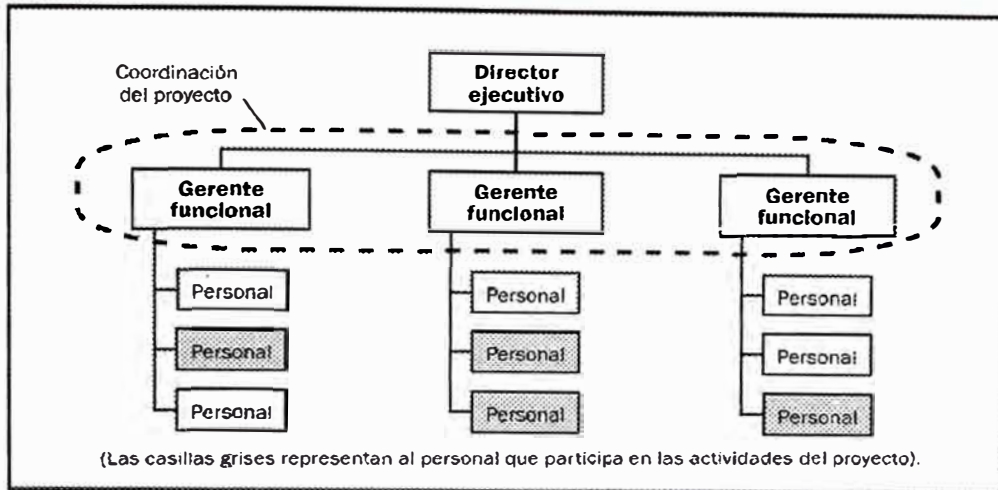 Coordinación
del proyecto
Director
ejecutivo
Gerente
funcional
Gerente
funcional
Gerente
funcional
Personal
Personal
Personal
Personal
Personal
Personal
Personal
Personal
Personal
(Las casillas grises representan al personal que participa en las actividades del proyecto).